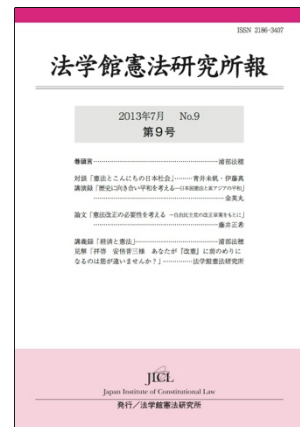 ISSN 2186-3407
法学館憲法研究所報
2013年7月 No.9
第9号
巻頭言……………………………………………浦部法穂
対談「憲法とこんにちの日本社会」………青井未帆・伊藤真
講演録「歴史に向き合い平和を考える―日本国憲法と東アジアの平和」
……………………………………………金英丸
論文「憲法改正の必要性を考える ―自由民主党の改正草案をもとに」
……………………………………………藤井正希
講義録「経済と憲法」……………………………浦部法穂
見解「拝啓 安倍晋三様 あなたが『改憲』に前のめりに
なるのは筋が違いませんか?」……………法学館憲法研究所
JICL
Japan Institute of Constitutional Law
発行/法学館憲法研究所